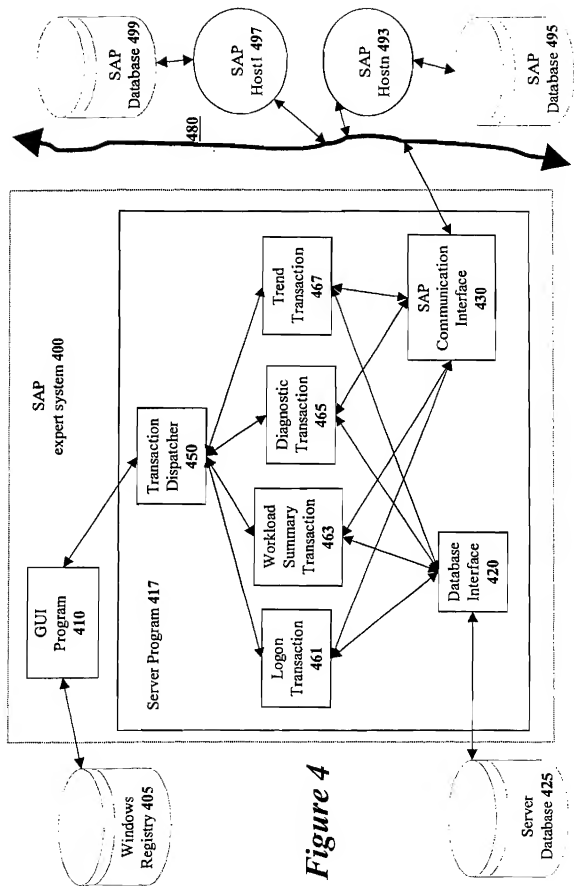 SAP
expert system 400
Windows
Registry 405
GUI
Program
410
Server Program 417
Transaction
Dispatcher
450
Logon
Transaction
461
Workload
Summary
Transaction
463
Diagnostic
Transaction
465
Trend
Transaction
467
Database
Interface
420
SAP
Communication
Interface
430
Server
Database 425
480
SAP
Database 499
SAP
Host1 497
SAP
Hostn 493
SAP
Database 495
Figure 4